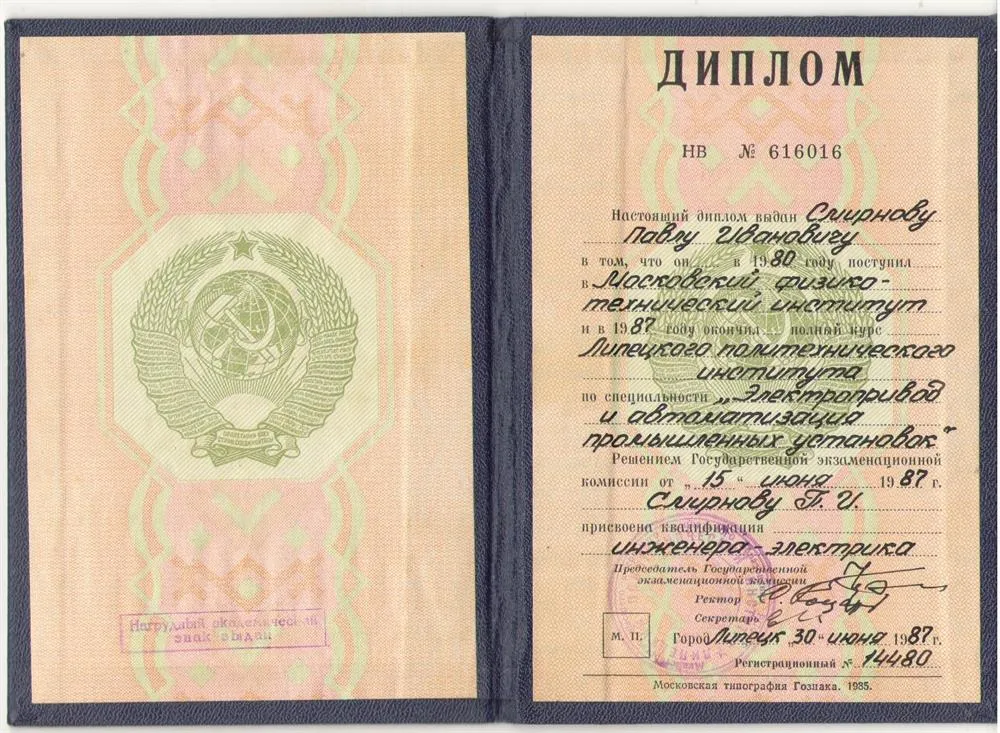 Нагрудный академический
знак выдан
ДИПЛОМ
НВ № 616016
Настоящий диплом выдан Смирнову
Павлу Ивановичу
в том, что он в 1980 году поступил
в Московский физико-
технический институт
и в 1987 году окончил полный курс
Липецкого политехнического
института
по специальности „Электропривод
и автоматизация
промышленных установок“
Решением Государственной экзаменационной
комиссии от „15“ июня 1987 г.
Смирнову П. И.
присвоена квалификация
инженера-электрика
Председатель Государственной
экзаменационной комиссии
Ректор
Секретарь
М. П.
Город Липецк „30“ июня 1987 г.
Регистрационный № 14480
Московская типография Гознака. 1985.